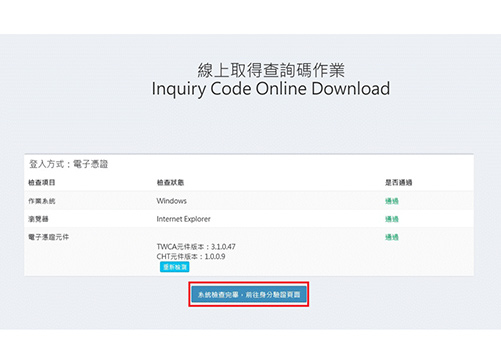 線上取得查詢碼作業
Inquiry Code Online Download
登入方式：電子憑證
檢查項目 檢查狀態 是否通過
作業系統 Windows 通過
瀏覽器 Internet Explorer 通過
電子憑證元件 通過
TWCA元件版本：3.1.0.47
CHT元件版本：1.0.0.9
重新檢測
系統檢查完畢，前往身分驗證頁面